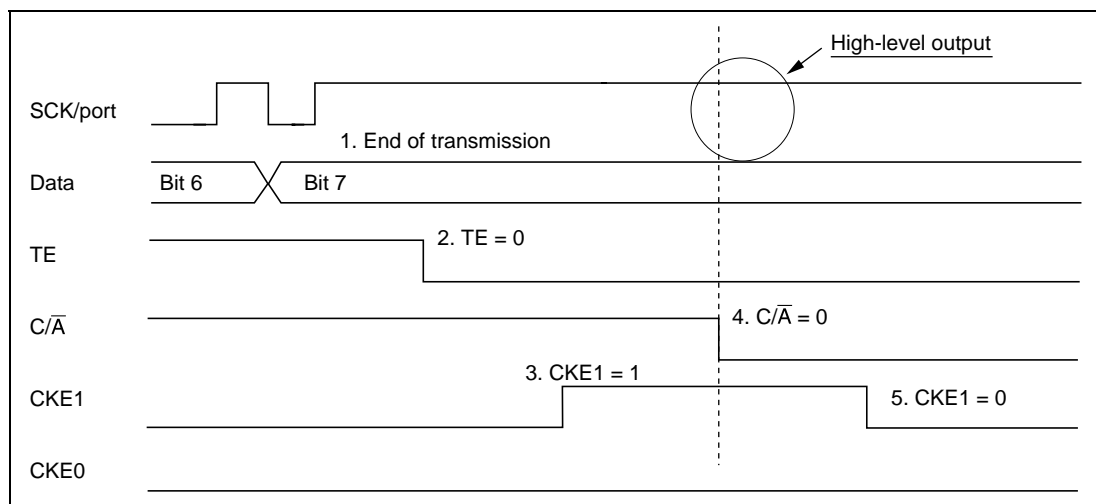 High-level output
SCK/port
1. End of transmission
Data
Bit 6
Bit 7
TE
2. TE = 0
C/A̅
4. C/A̅ = 0
3. CKE1 = 1
CKE1
5. CKE1 = 0
CKE0